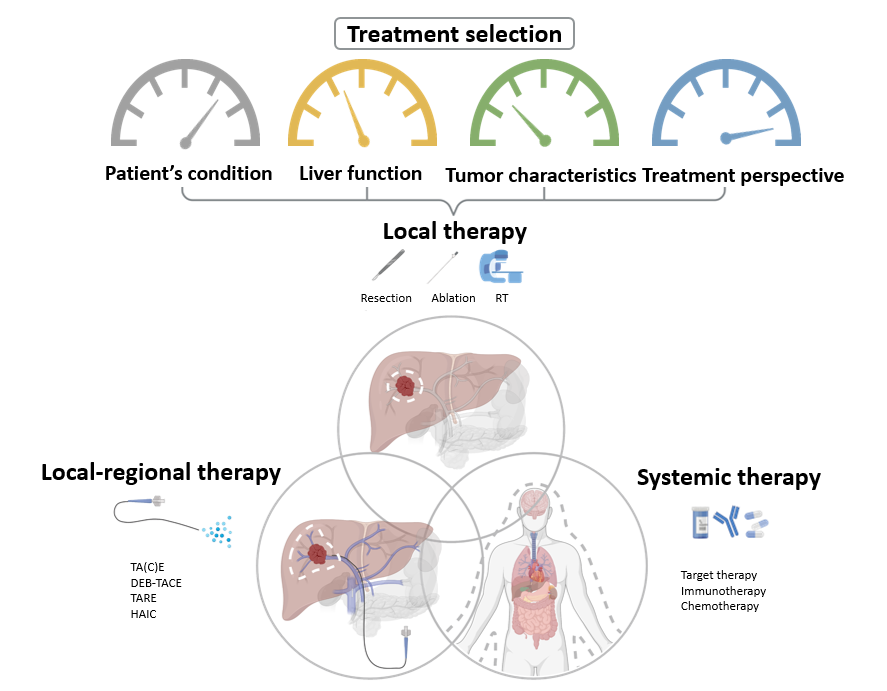 Treatment selection
Patient's condition
Liver function
Tumor characteristics
Treatment perspective
Local therapy
Resection
Ablation
RT
Local-regional therapy
TA(C)E
DEB-TACE
TARE
HAIC
Systemic therapy
Target therapy
Immunotherapy
Chemotherapy